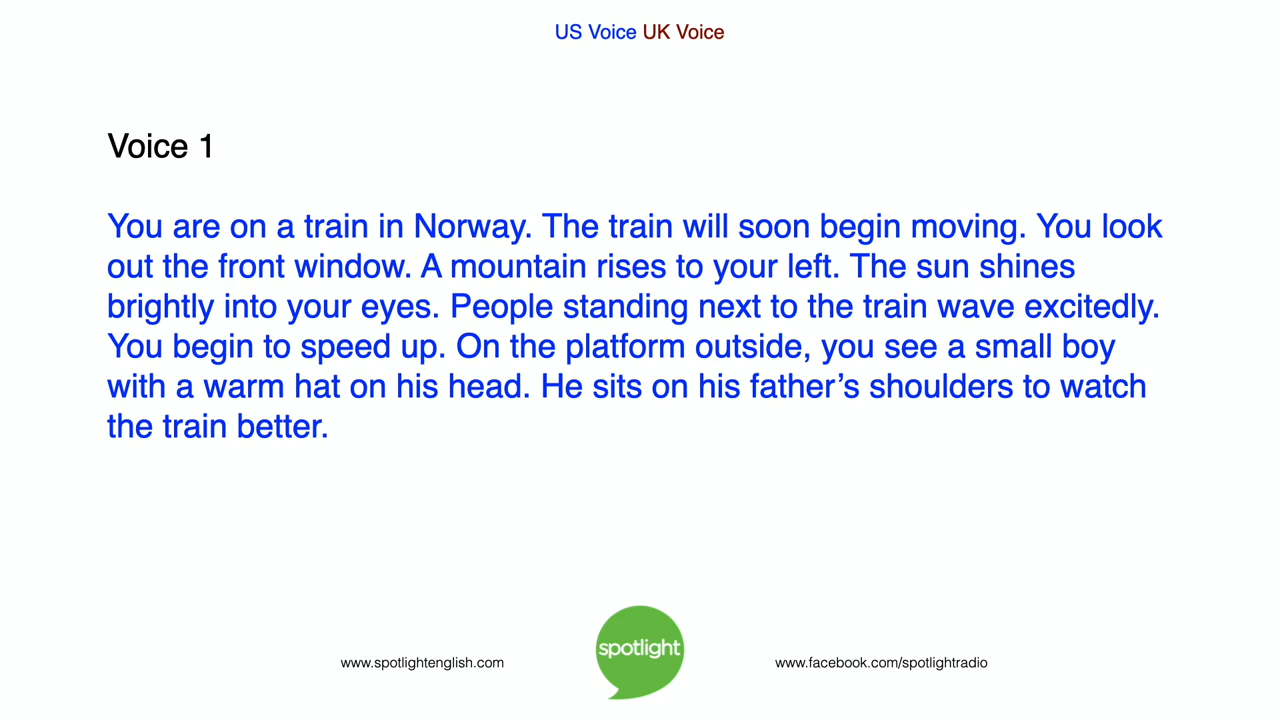 US Voice UK Voice
Voice 1
You are on a train in Norway. The train will soon begin moving. You look
out the front window. A mountain rises to your left. The sun shines
brightly into your eyes. People standing next to the train wave excitedly.
You begin to speed up. On the platform outside, you see a small boy
with a warm hat on his head. He sits on his father’s shoulders to watch
the train better.
www.spotlightenglish.com
spotlight
www.facebook.com/spotlightradio